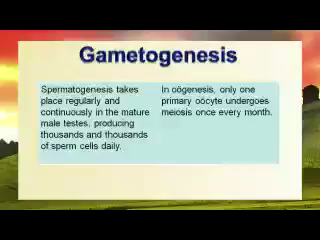 Gametogenesis
Spermatogenesis takes
place regularly and
continuously in the mature
male testes, producing
thousands and thousands
of sperm cells daily.
In oögenesis, only one
primary oöcyte undergoes
meiosis once every month.